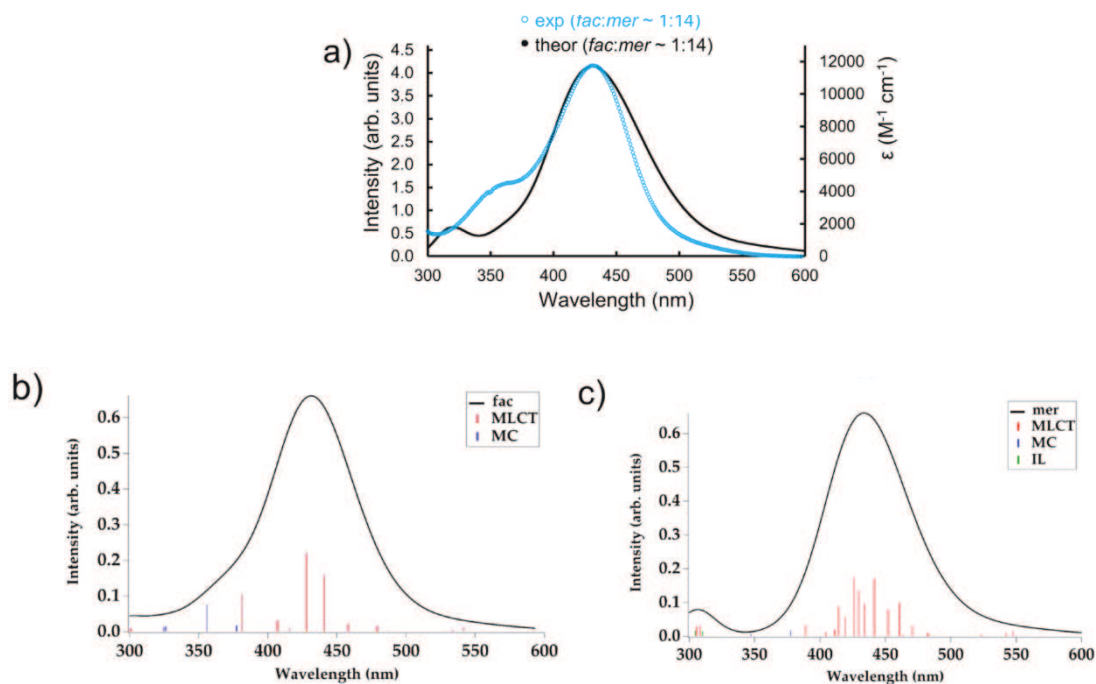 exp (fac:mer ~ 1:14)
theor (fac:mer ~ 1:14)
a)
4.5
4.0
3.5
3.0
2.5
2.0
1.5
1.0
0.5
0.0
Intensity (arb. units)
12000
10000
8000
6000
4000
2000
0
ε (M⁻¹ cm⁻¹)
300 350 400 450 500 550 600
Wavelength (nm)
b)
fac
MLCT
MC
0.6
0.5
0.4
0.3
0.2
0.1
0.0
Intensity (arb. units)
300 350 400 450 500 550 600
Wavelength (nm)
c)
mer
MLCT
MC
IL
0.6
0.5
0.4
0.3
0.2
0.1
0.0
Intensity (arb. units)
300 350 400 450 500 550 600
Wavelength (nm)